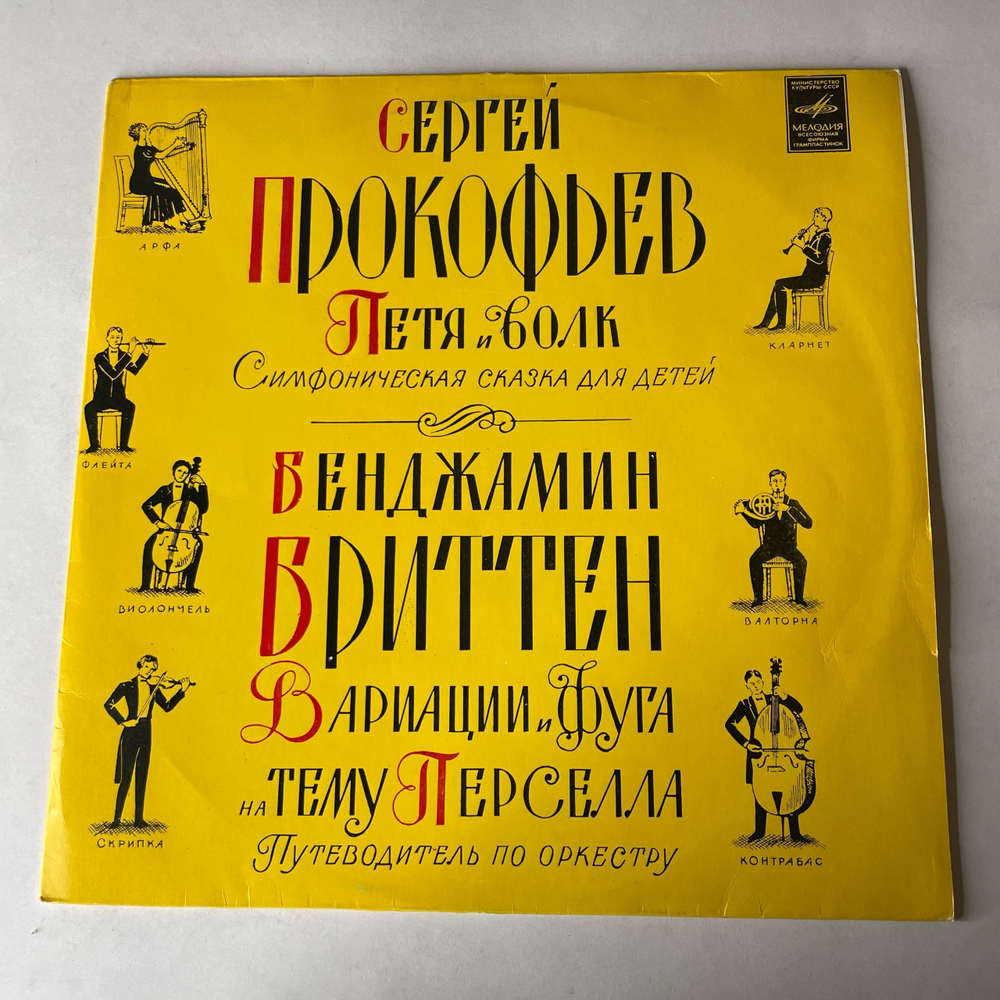 СЕРГЕЙ
ПРОКОФЬЕВ
ПЕТЯ и ВОЛК
СИМФОНИЧЕСКАЯ СКАЗКА ДЛЯ ДЕТЕЙ
БЕНДЖАМИН
БРИТТЕН
ВАРИАЦИИ и ФУГА
НА ТЕМУ ПЕРСЕЛЛА
ПУТЕВОДИТЕЛЬ ПО ОРКЕСТРУ
МИНИСТЕРСТВО
КУЛЬТУРЫ СССР
МЕЛОДИЯ
ВСЕСОЮЗНАЯ
ФИРМА
ГРАМПЛАСТИНОК
АРФА
ФЛЕЙТА
ВИОЛОНЧЕЛЬ
СКРИПКА
КЛАРНЕТ
ВАЛТОРНА
КОНТРАБАС